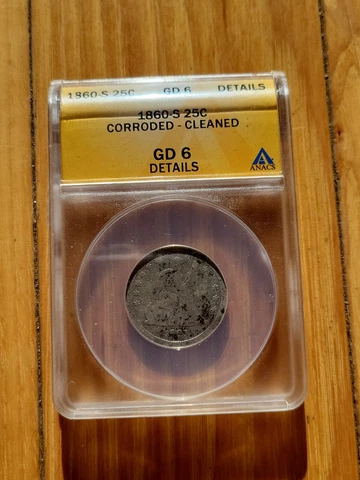 1860-S 25C GD 6 DETAILS
1860-S 25C
CORRODED - CLEANED
GD 6
DETAILS
ANACS